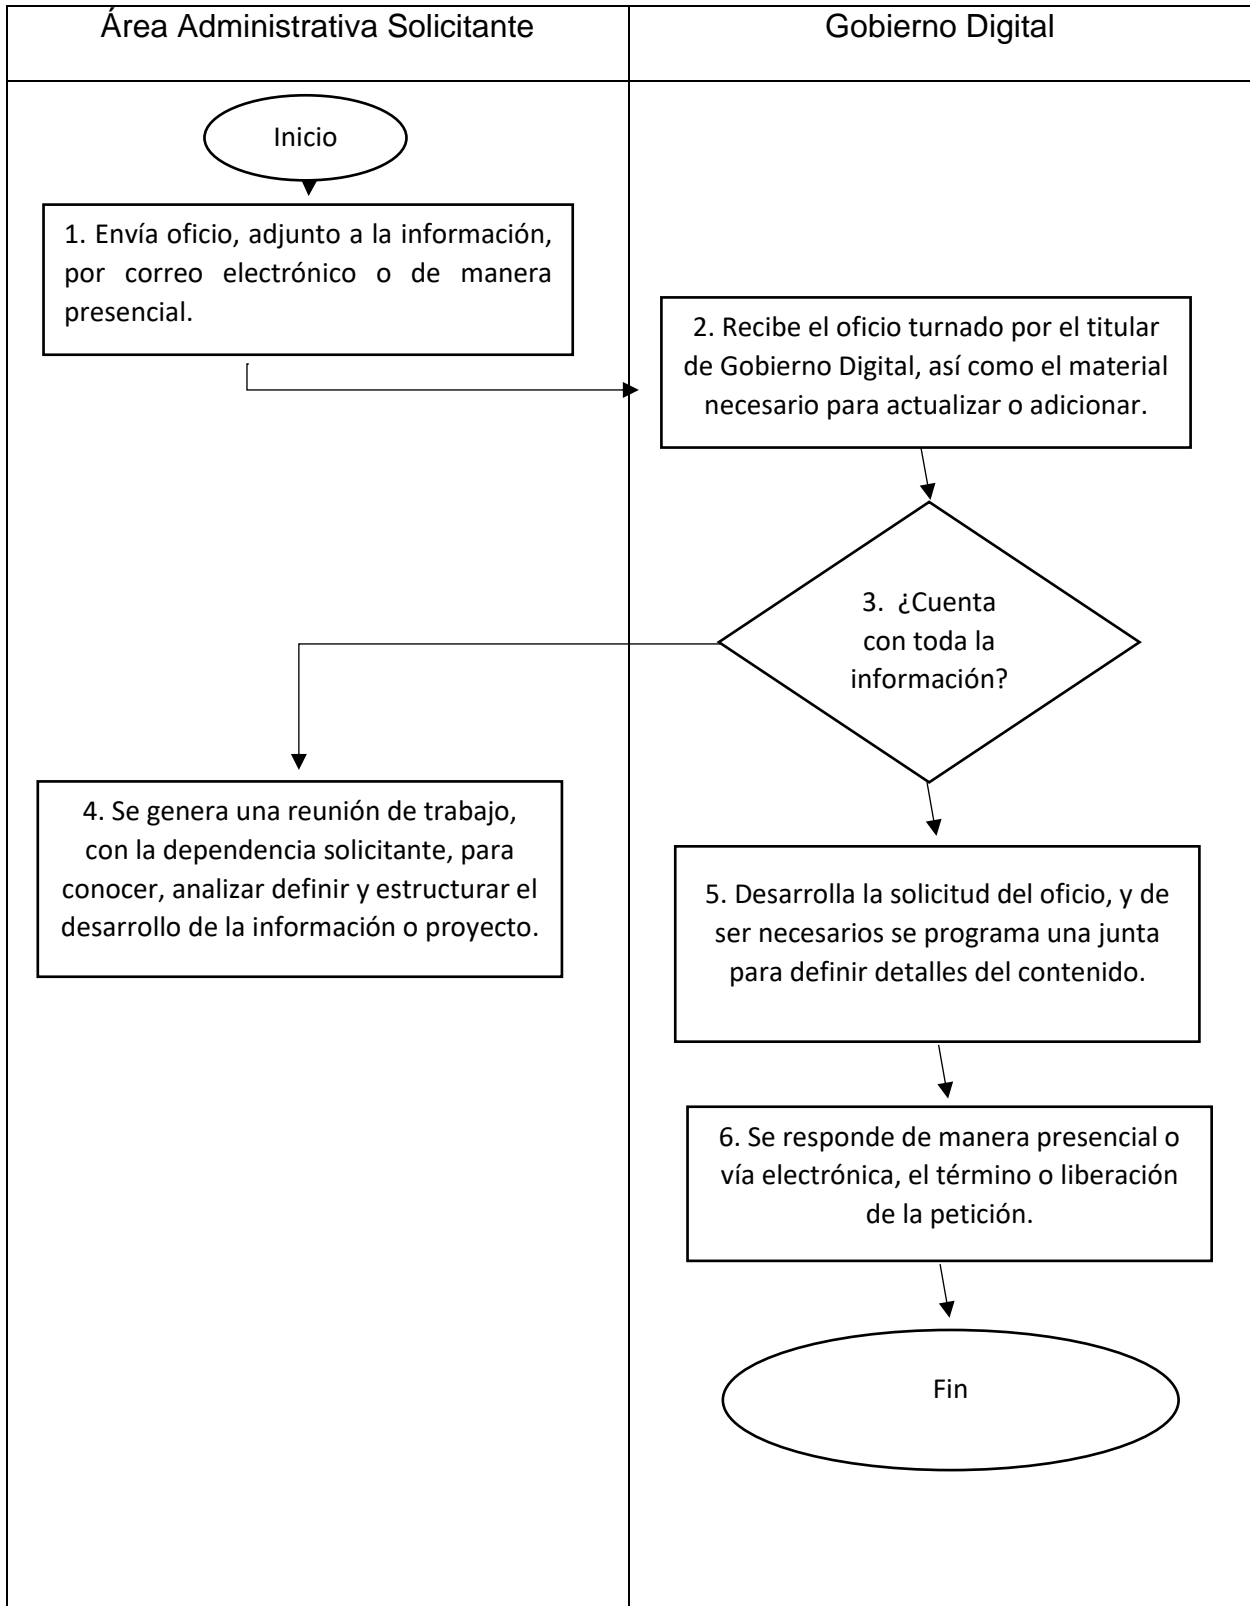 Área Administrativa Solicitante
Gobierno Digital
Inicio
1. Envía oficio, adjunto a la información,
por correo electrónico o de manera
presencial.
2. Recibe el oficio turnado por el titular
de Gobierno Digital, así como el material
necesario para actualizar o adicionar.
3. ¿Cuenta
con toda la
información?
4. Se genera una reunión de trabajo,
con la dependencia solicitante, para
conocer, analizar definir y estructurar el
desarrollo de la información o proyecto.
5. Desarrolla la solicitud del oficio, y de
ser necesarios se programa una junta
para definir detalles del contenido.
6. Se responde de manera presencial o
vía electrónica, el término o liberación
de la petición.
Fin